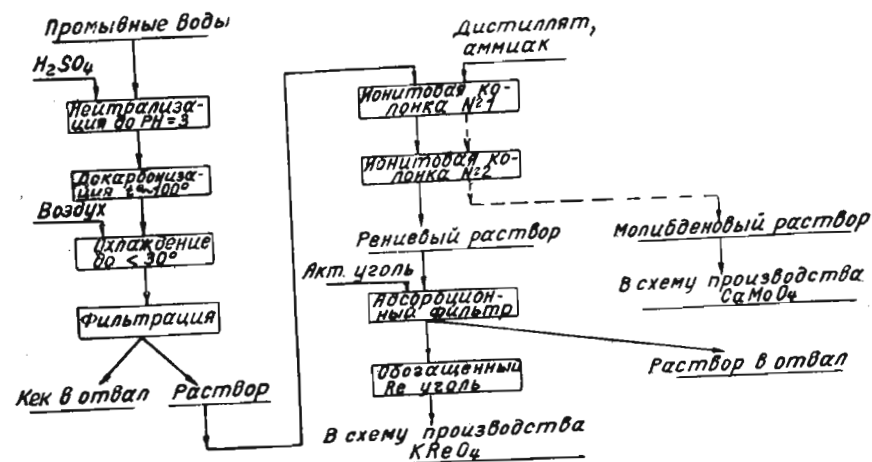 Промывные воды
H₂SO₄
Нейтрализа-
ция до PH = 3
Докарбониза-
ция t°~100°
Воздух
Охлаждение
до < 30°
Фильтрация
Кек в отвал
Раствор
Дистиллят,
аммиак
Ионитовая ко-
лонка №1
Ионитовая ко-
лонка №2
Рениевый раствор
Молибденовый раствор
В схему производства
CaMoO₄
Акт. уголь
Адсорбцион-
ный фильтр
Раствор в отвал
Обогащенный
Re уголь
В схему производства
KReO₄